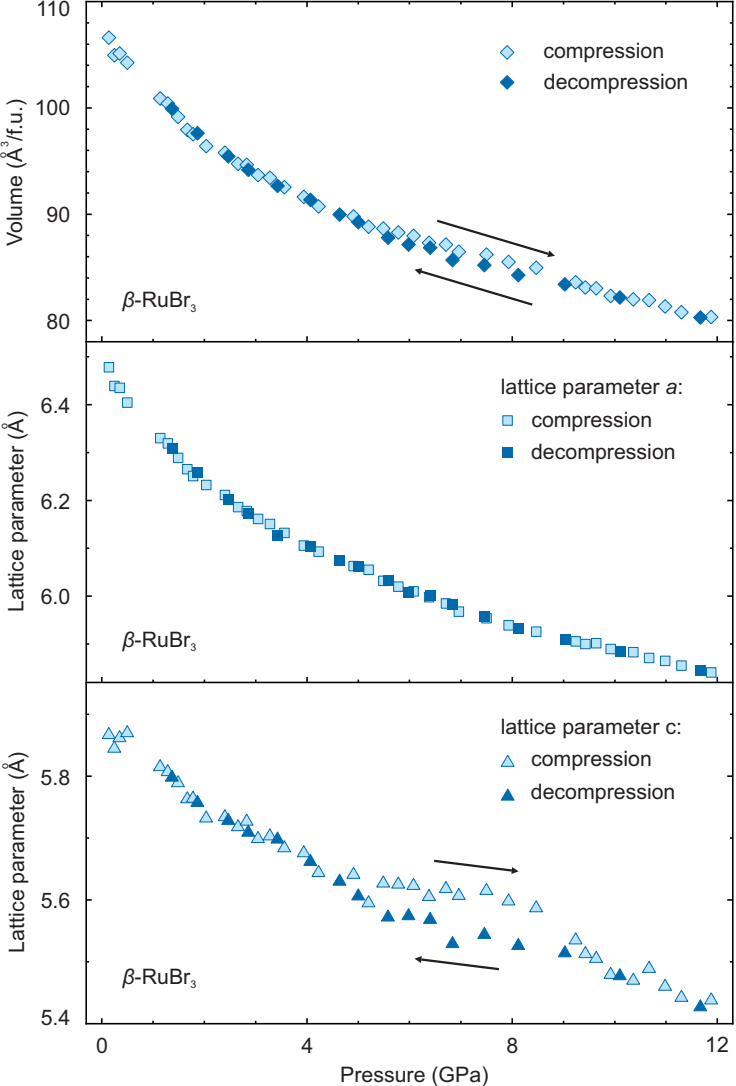 110
100
90
80
Volume (Å³/f.u.)
compression
decompression
β-RuBr₃
6.4
6.2
6.0
Lattice parameter (Å)
lattice parameter a:
compression
decompression
β-RuBr₃
5.8
5.6
5.4
Lattice parameter (Å)
lattice parameter c:
compression
decompression
β-RuBr₃
0 4 8 12
Pressure (GPa)